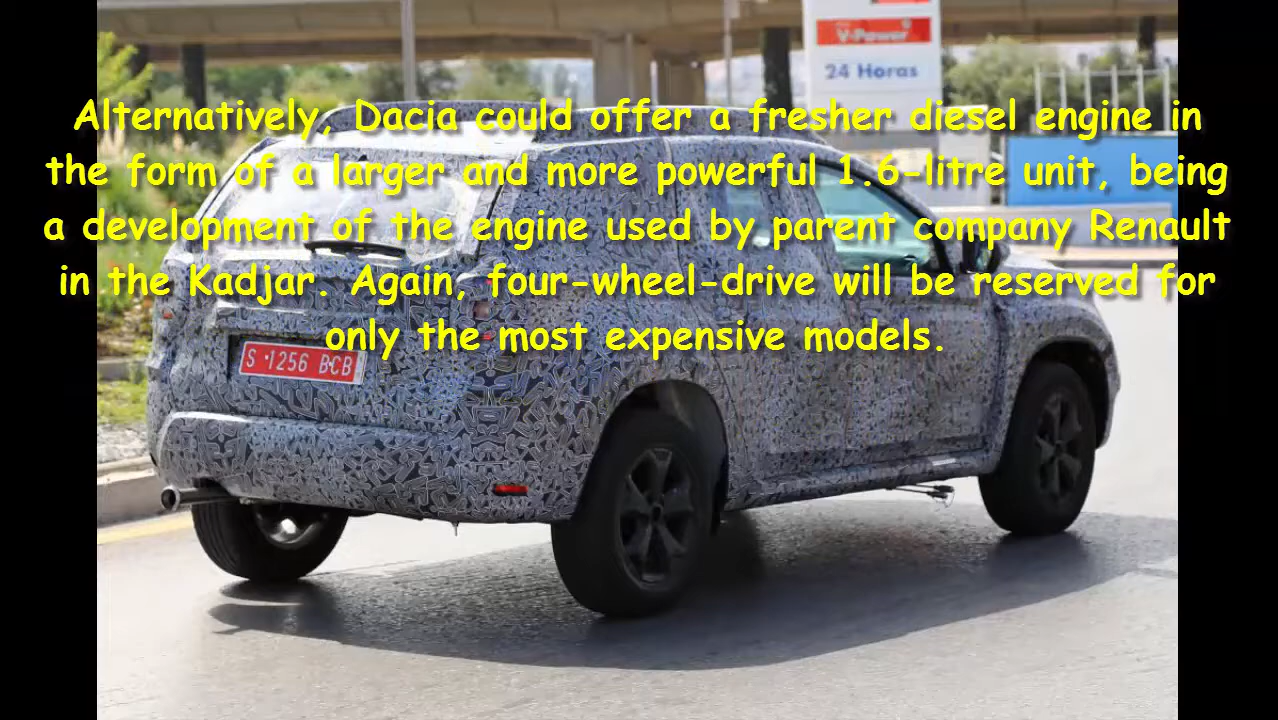 V-Power
24 Horas
Alternatively, Dacia could offer a fresher diesel engine in
the form of a larger and more powerful 1.6-litre unit, being
a development of the engine used by parent company Renault
in the Kadjar. Again, four-wheel-drive will be reserved for
only the most expensive models.
S 1256 BCB